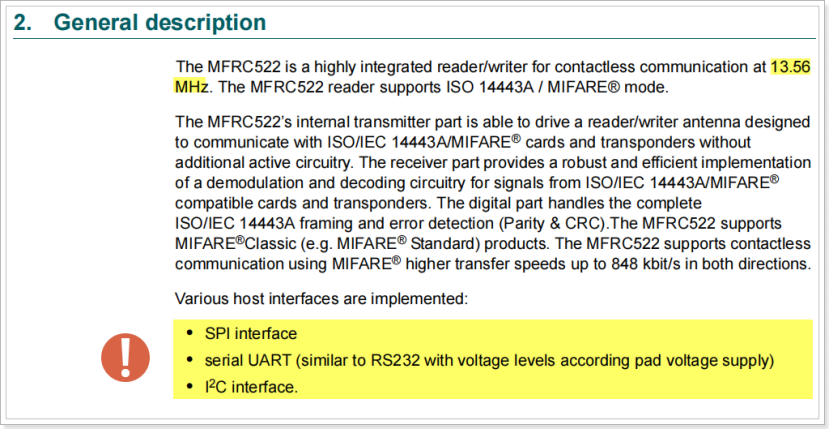 2. General description
The MFRC522 is a highly integrated reader/writer for contactless communication at 13.56
MHz. The MFRC522 reader supports ISO 14443A / MIFARE® mode.
The MFRC522’s internal transmitter part is able to drive a reader/writer antenna designed
to communicate with ISO/IEC 14443A/MIFARE® cards and transponders without
additional active circuitry. The receiver part provides a robust and efficient implementation
of a demodulation and decoding circuitry for signals from ISO/IEC 14443A/MIFARE®
compatible cards and transponders. The digital part handles the complete
ISO/IEC 14443A framing and error detection (Parity & CRC).The MFRC522 supports
MIFARE®Classic (e.g. MIFARE® Standard) products. The MFRC522 supports contactless
communication using MIFARE® higher transfer speeds up to 848 kbit/s in both directions.
Various host interfaces are implemented:
• SPI interface
• serial UART (similar to RS232 with voltage levels according pad voltage supply)
• I²C interface.